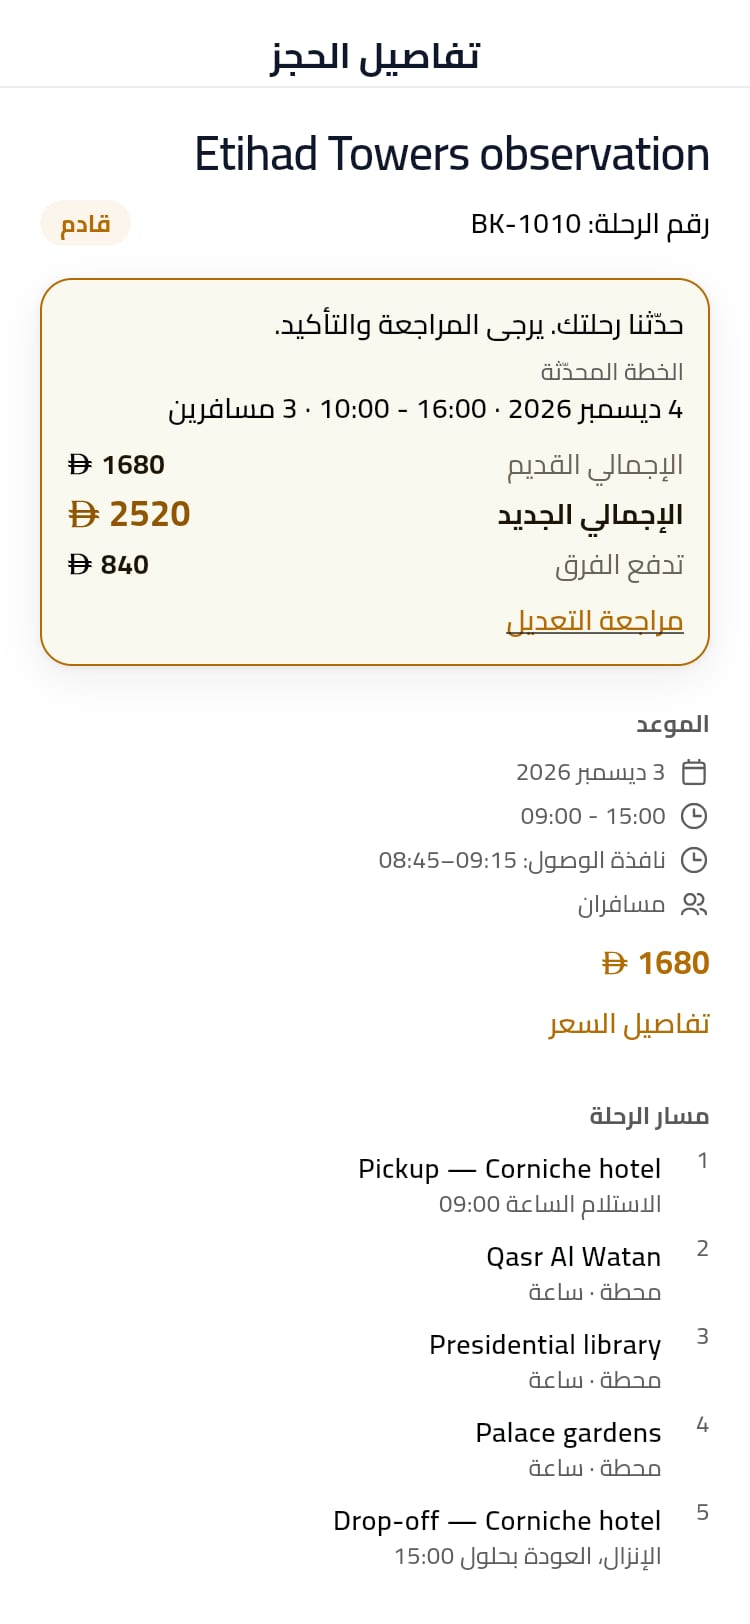 تفاصيل الحجز
Etihad Towers observation
رقم الرحلة: BK-1010
قادم
حدّثنا رحلتك. يرجى المراجعة والتأكيد.
الخطة المحدّثة
4 ديسمبر 2026 · 10:00 - 16:00 · 3 مسافرين
الإجمالي القديم 1680
الإجمالي الجديد 2520
تدفع الفرق 840
مراجعة التعديل
الموعد
3 ديسمبر 2026
09:00 - 15:00
نافذة الوصول: 08:45–09:15
مسافران
1680
تفاصيل السعر
مسار الرحلة
1 Pickup — Corniche hotel
الاستلام الساعة 09:00
2 Qasr Al Watan
محطة · ساعة
3 Presidential library
محطة · ساعة
4 Palace gardens
محطة · ساعة
5 Drop-off — Corniche hotel
الإنزال، العودة بحلول 15:00